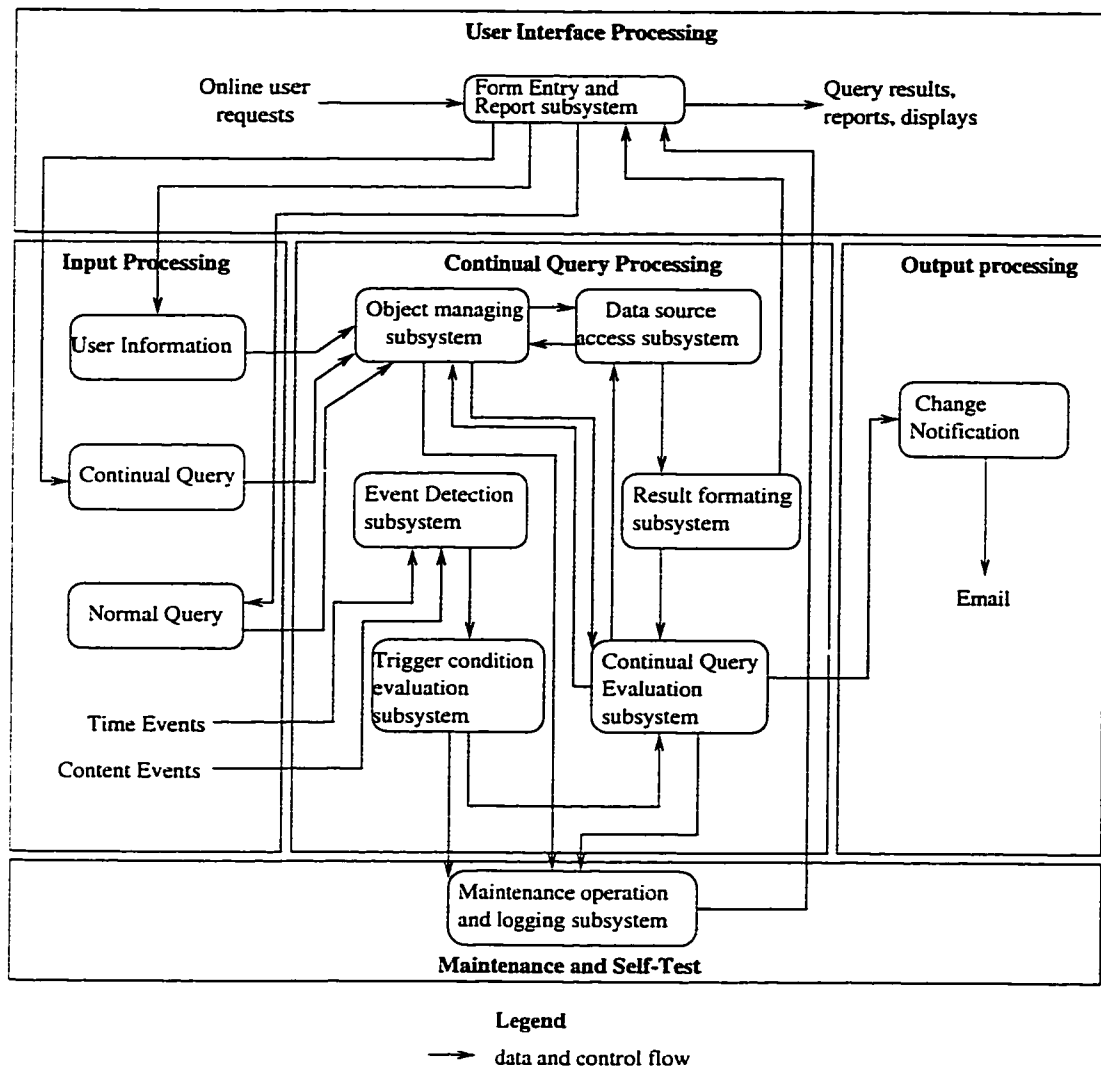 User Interface Processing
Online user
requests
Form Entry and
Report subsystem
Query results,
reports, displays
Input Processing
User Information
Continual Query
Normal Query
Time Events
Content Events
Continual Query Processing
Object managing
subsystem
Data source
access subsystem
Event Detection
subsystem
Result formating
subsystem
Trigger condition
evaluation
subsystem
Continual Query
Evaluation
subsystem
Output processing
Change
Notification
Email
Maintenance operation
and logging subsystem
Maintenance and Self-Test
Legend
data and control flow